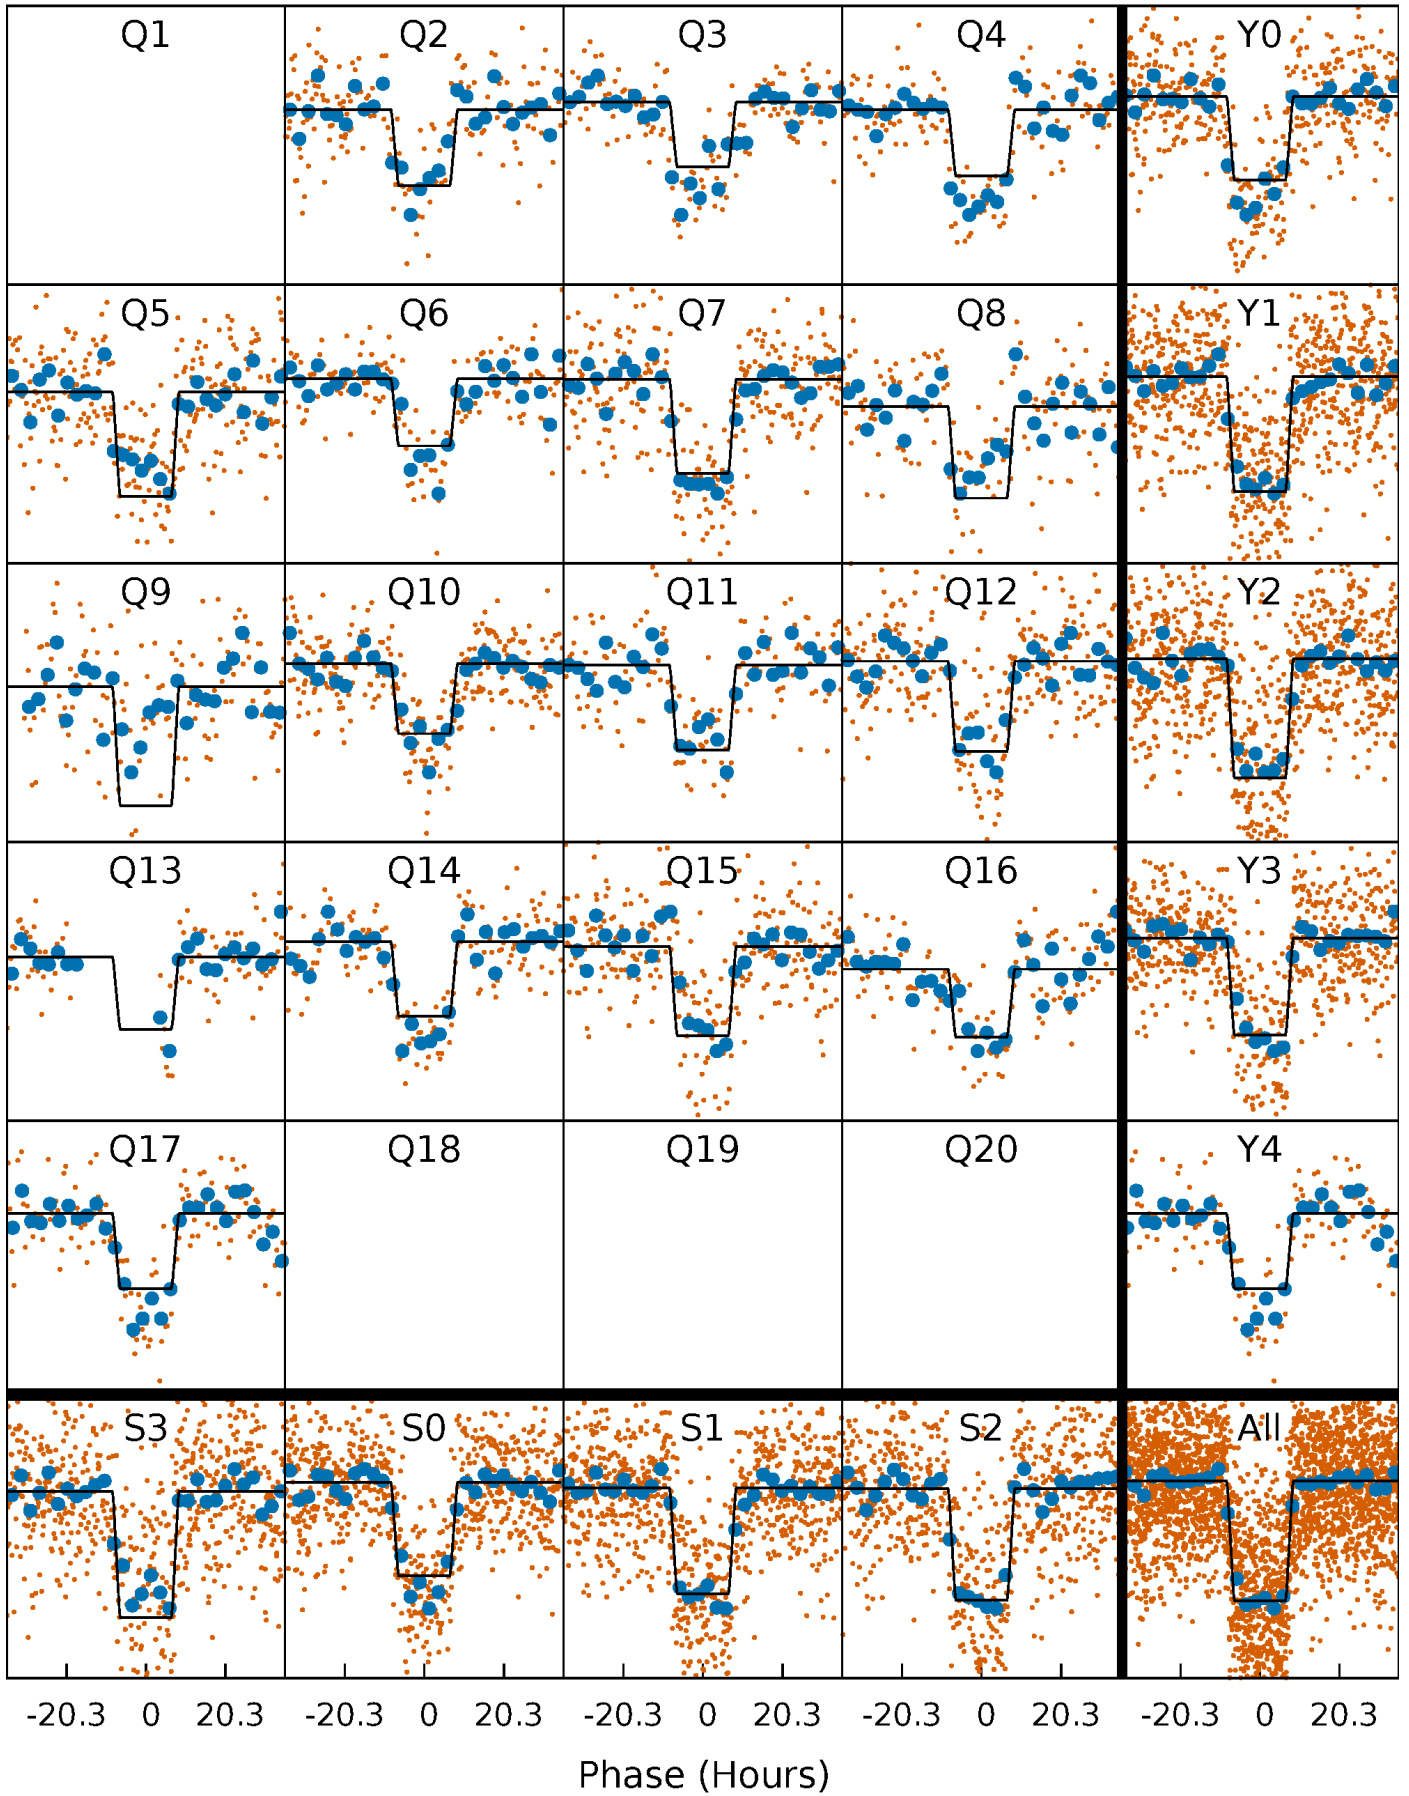 Q1 Q2 Q3 Q4 Y0
Q5 Q6 Q7 Q8 Y1
Q9 Q10 Q11 Q12 Y2
Q13 Q14 Q15 Q16 Y3
Q17 Q18 Q19 Q20 Y4
S3 S0 S1 S2 All
-20.3 0 20.3 -20.3 0 20.3 -20.3 0 20.3 -20.3 0 20.3 -20.3 0 20.3
Phase (Hours)